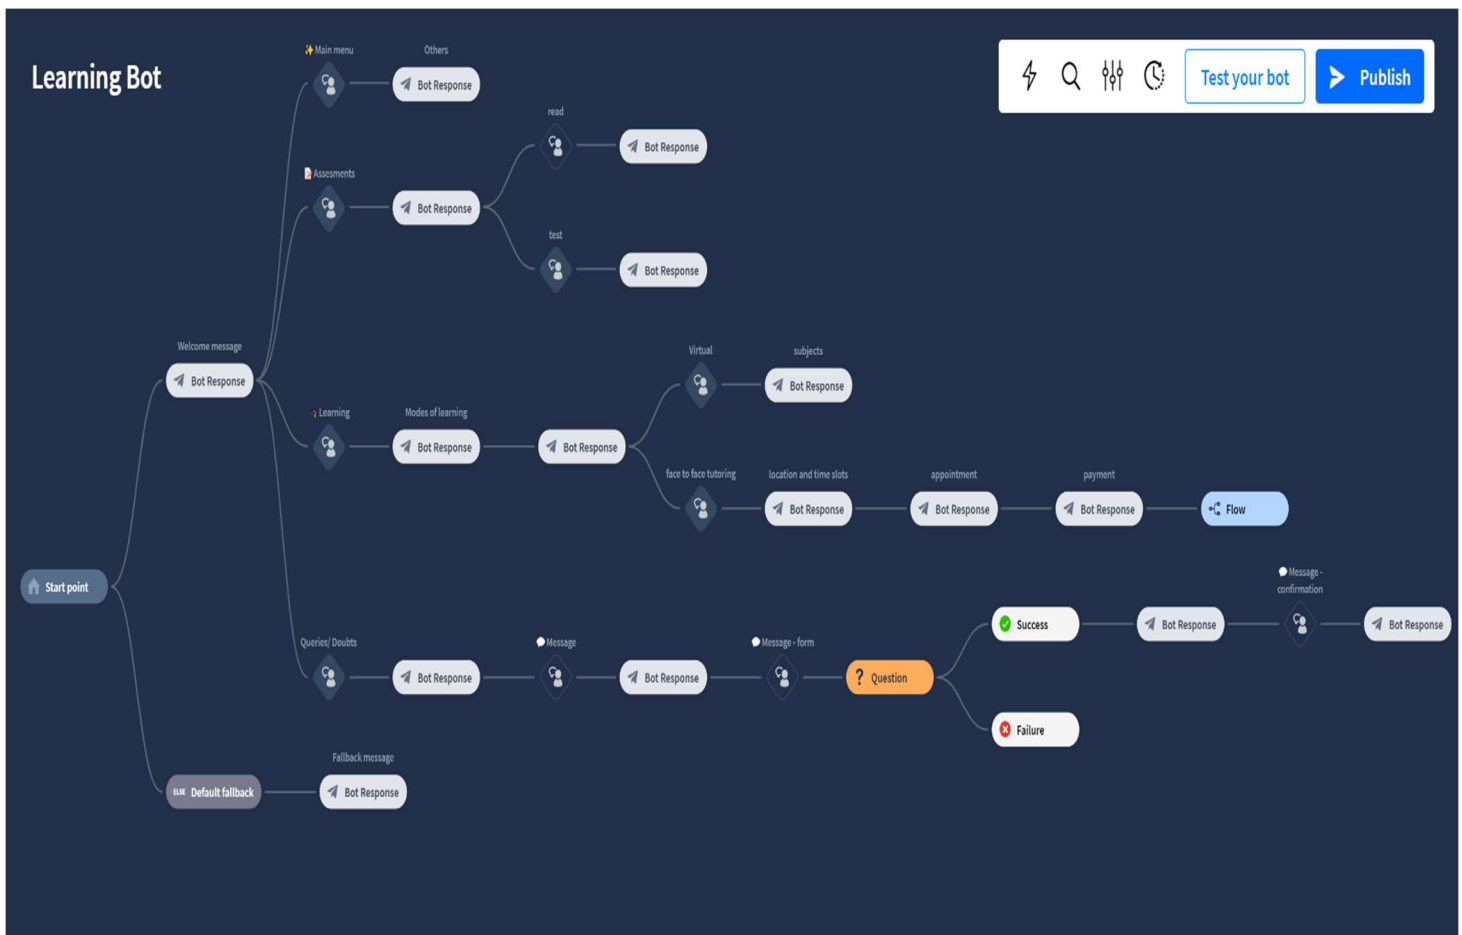 Learning Bot
Test your bot
Publish
✨Main menu
Others
Bot Response
read
Bot Response
📝Assesments
Bot Response
test
Bot Response
Welcome message
Bot Response
Virtual
subjects
Bot Response
Learning
Modes of learning
Bot Response
Bot Response
face to face tutoring
location and time slots
appointment
payment
Bot Response
Bot Response
Bot Response
Flow
Start point
💬Message -
confirmation
Success
Bot Response
Bot Response
Queries/ Doubts
💬Message
💬Message - form
Bot Response
Bot Response
? Question
Failure
Fallback message
ELSE Default fallback
Bot Response